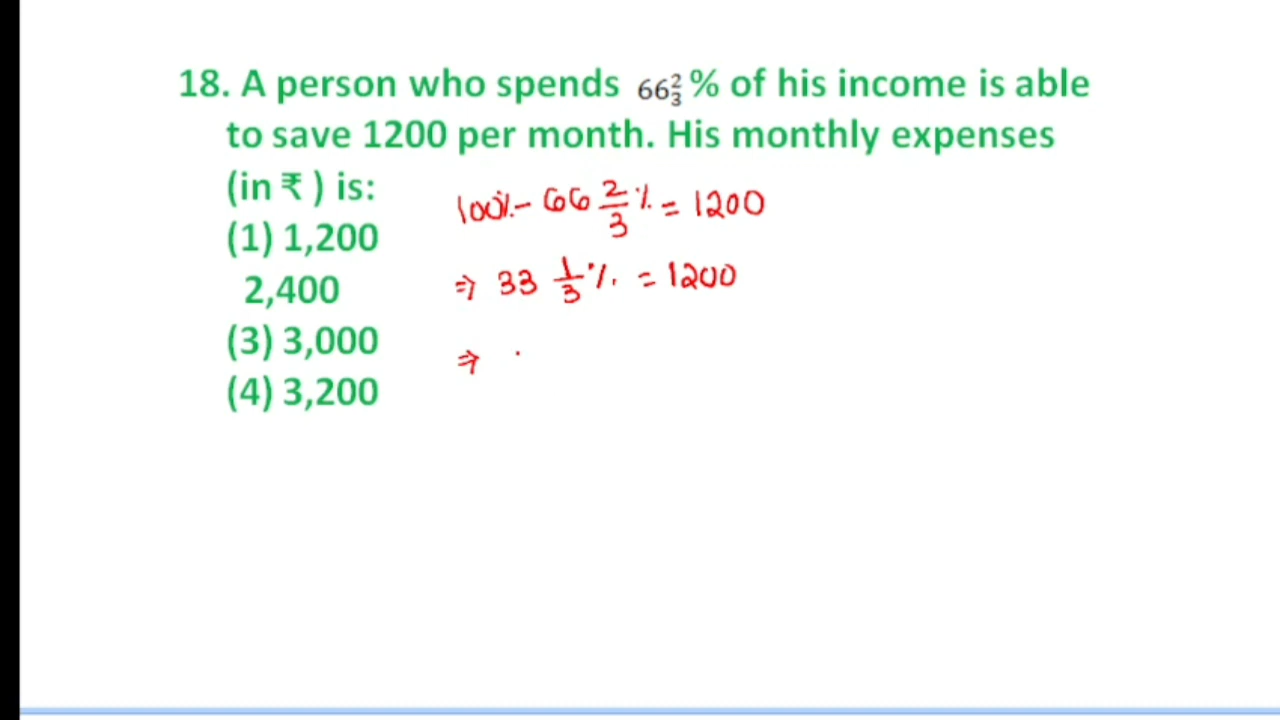 18. A person who spends 66 2/3 % of his income is able
to save 1200 per month. His monthly expenses
(in ₹ ) is:
100% - 66 2/3 % = 1200
(1) 1,200
2,400
⇒ 33 1/3 % = 1200
(3) 3,000
⇒
(4) 3,200